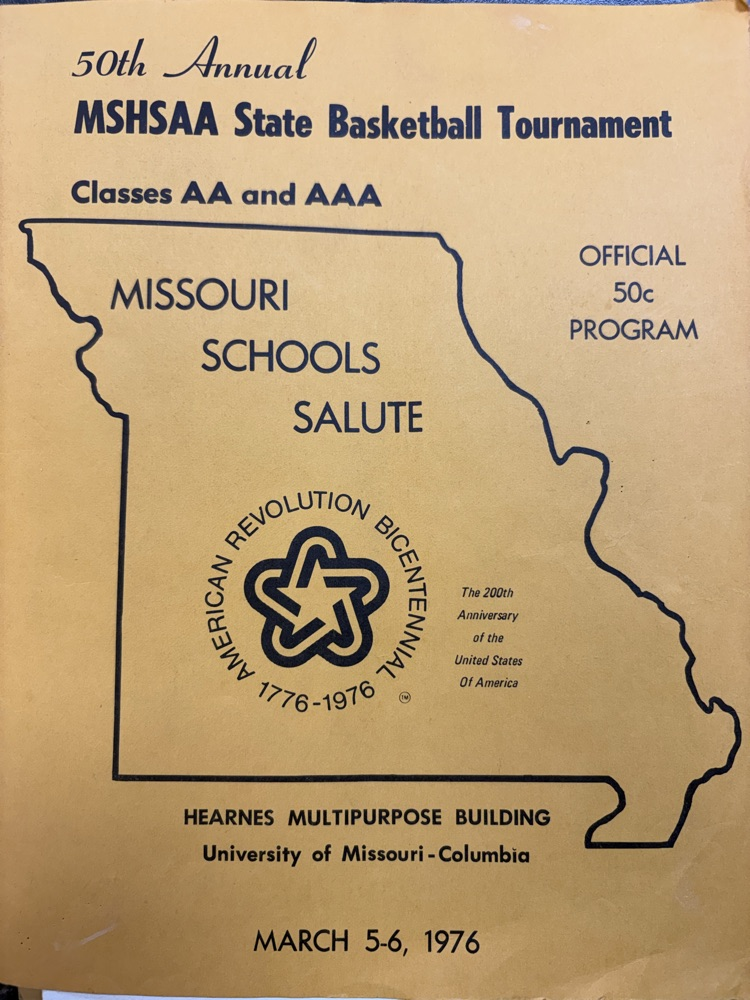 50th Annual
MSHSAA State Basketball Tournament
Classes AA and AAA
OFFICIAL
50c
PROGRAM
MISSOURI
SCHOOLS
SALUTE
AMERICAN REVOLUTION BICENTENNIAL
1776-1976
TM
The 200th
Anniversary
of the
United States
Of America
HEARNES MULTIPURPOSE BUILDING
University of Missouri-Columbia
MARCH 5-6, 1976